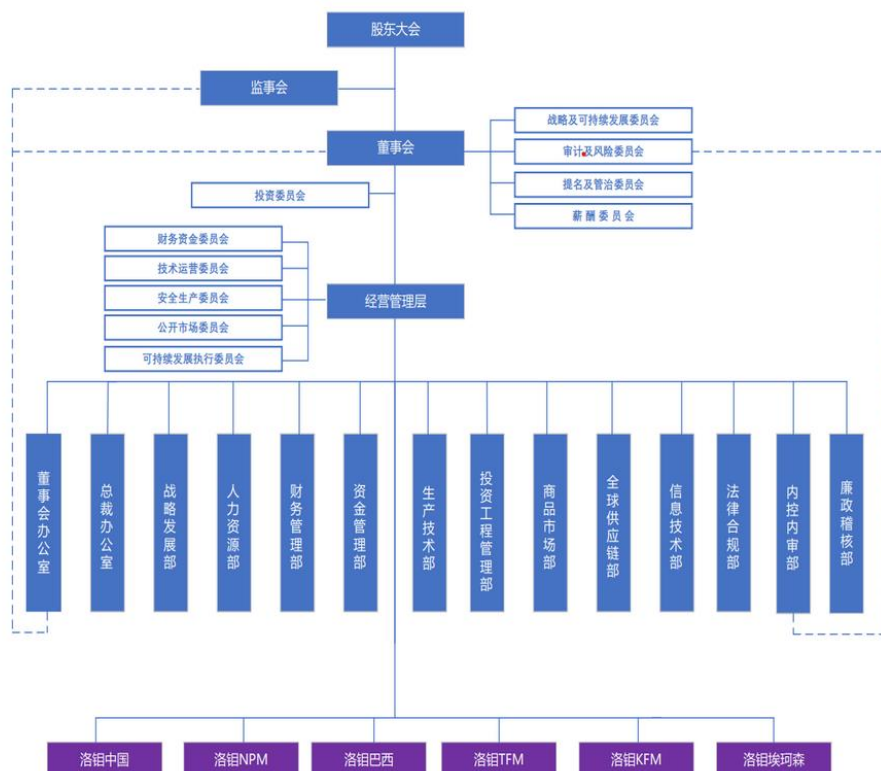 股东大会
监事会
董事会
战略及可持续发展委员会
审计及风险委员会
提名及管治委员会
薪酬委员会
投资委员会
财务资金委员会
技术运营委员会
安全生产委员会
公开市场委员会
可持续发展执行委员会
经营管理层
董事会办公室
总裁办公室
战略发展部
人力资源部
财务管理部
资金管理部
生产技术部
投资工程管理部
商品市场部
全球供应链部
信息技术部
法律合规部
内控内审部
廉政稽核部
洛钼中国
洛钼NPM
洛钼巴西
洛钼TFM
洛钼KFM
洛钼埃珂森